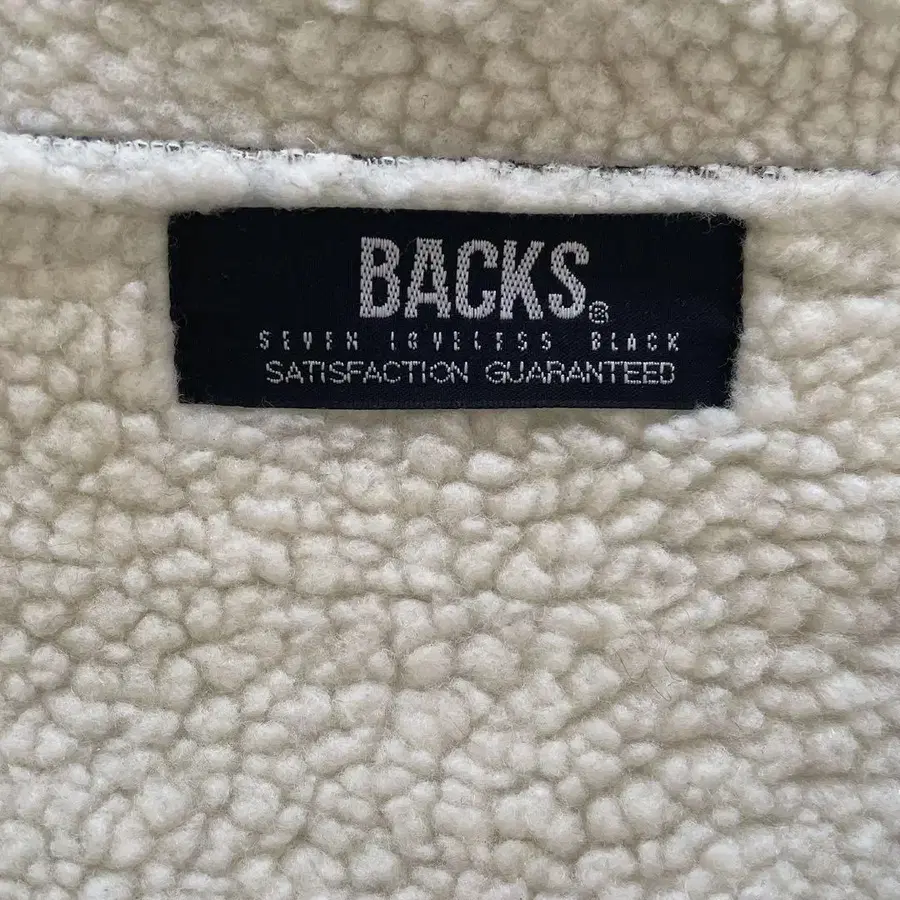 BACKS®
SEVEN LOVELESS BLACK
SATISFACTION GUARANTEED